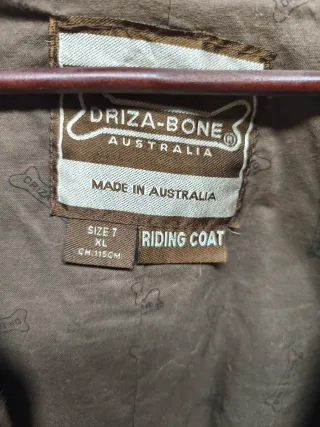 DRIZA-BONE®
AUSTRALIA
MADE IN AUSTRALIA
SIZE 7
XL
CH.115CM
RIDING COAT